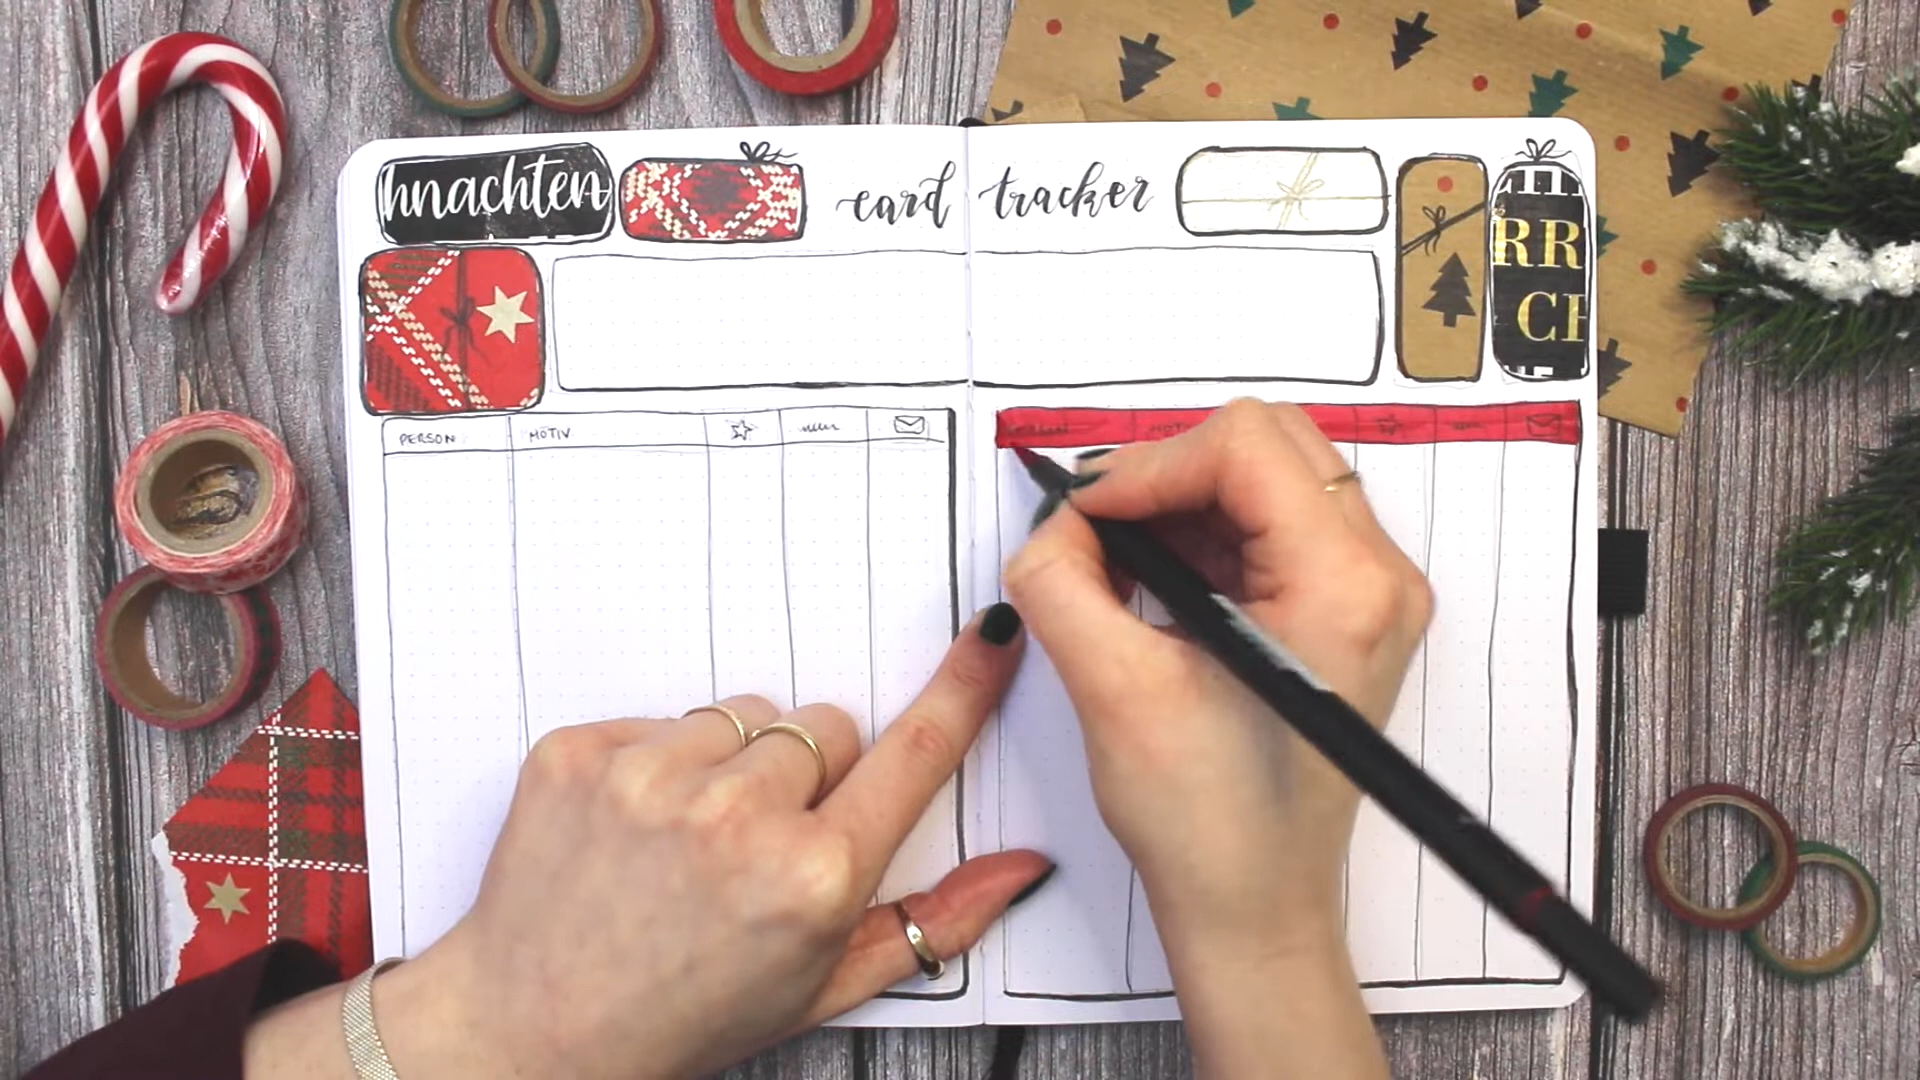 hnachten
card tracker
RR
CH
PERSON MOTIV